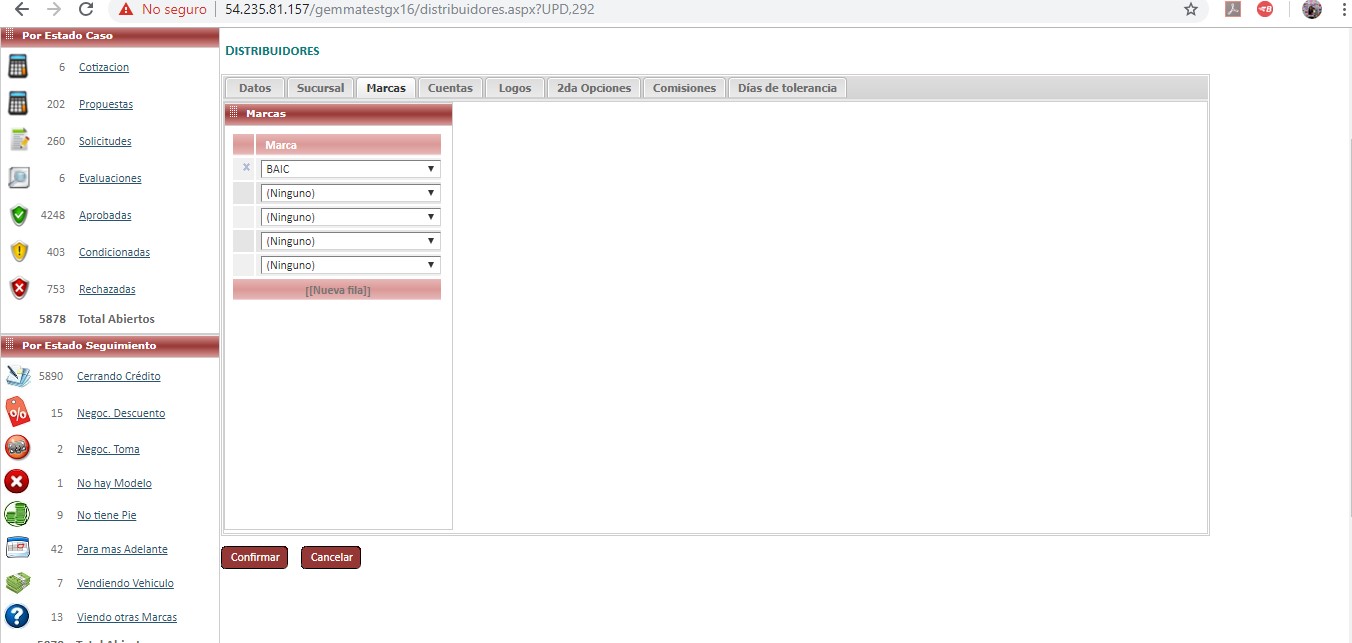 No seguro 54.235.81.157/gemmatestgx16/distribuidores.aspx?UPD,292
Por Estado Caso
6 Cotizacion
202 Propuestas
260 Solicitudes
6 Evaluaciones
4248 Aprobadas
403 Condicionadas
753 Rechazadas
5878 Total Abiertos
Por Estado Seguimiento
5890 Cerrando Crédito
15 Negoc. Descuento
2 Negoc. Toma
1 No hay Modelo
9 No tiene Pie
42 Para mas Adelante
7 Vendiendo Vehiculo
13 Viendo otras Marcas
DISTRIBUIDORES
Datos Sucursal Marcas Cuentas Logos 2da Opciones Comisiones Días de tolerancia
Marcas
Marca
BAIC
(Ninguno)
(Ninguno)
(Ninguno)
(Ninguno)
[[Nueva fila]]
Confirmar Cancelar